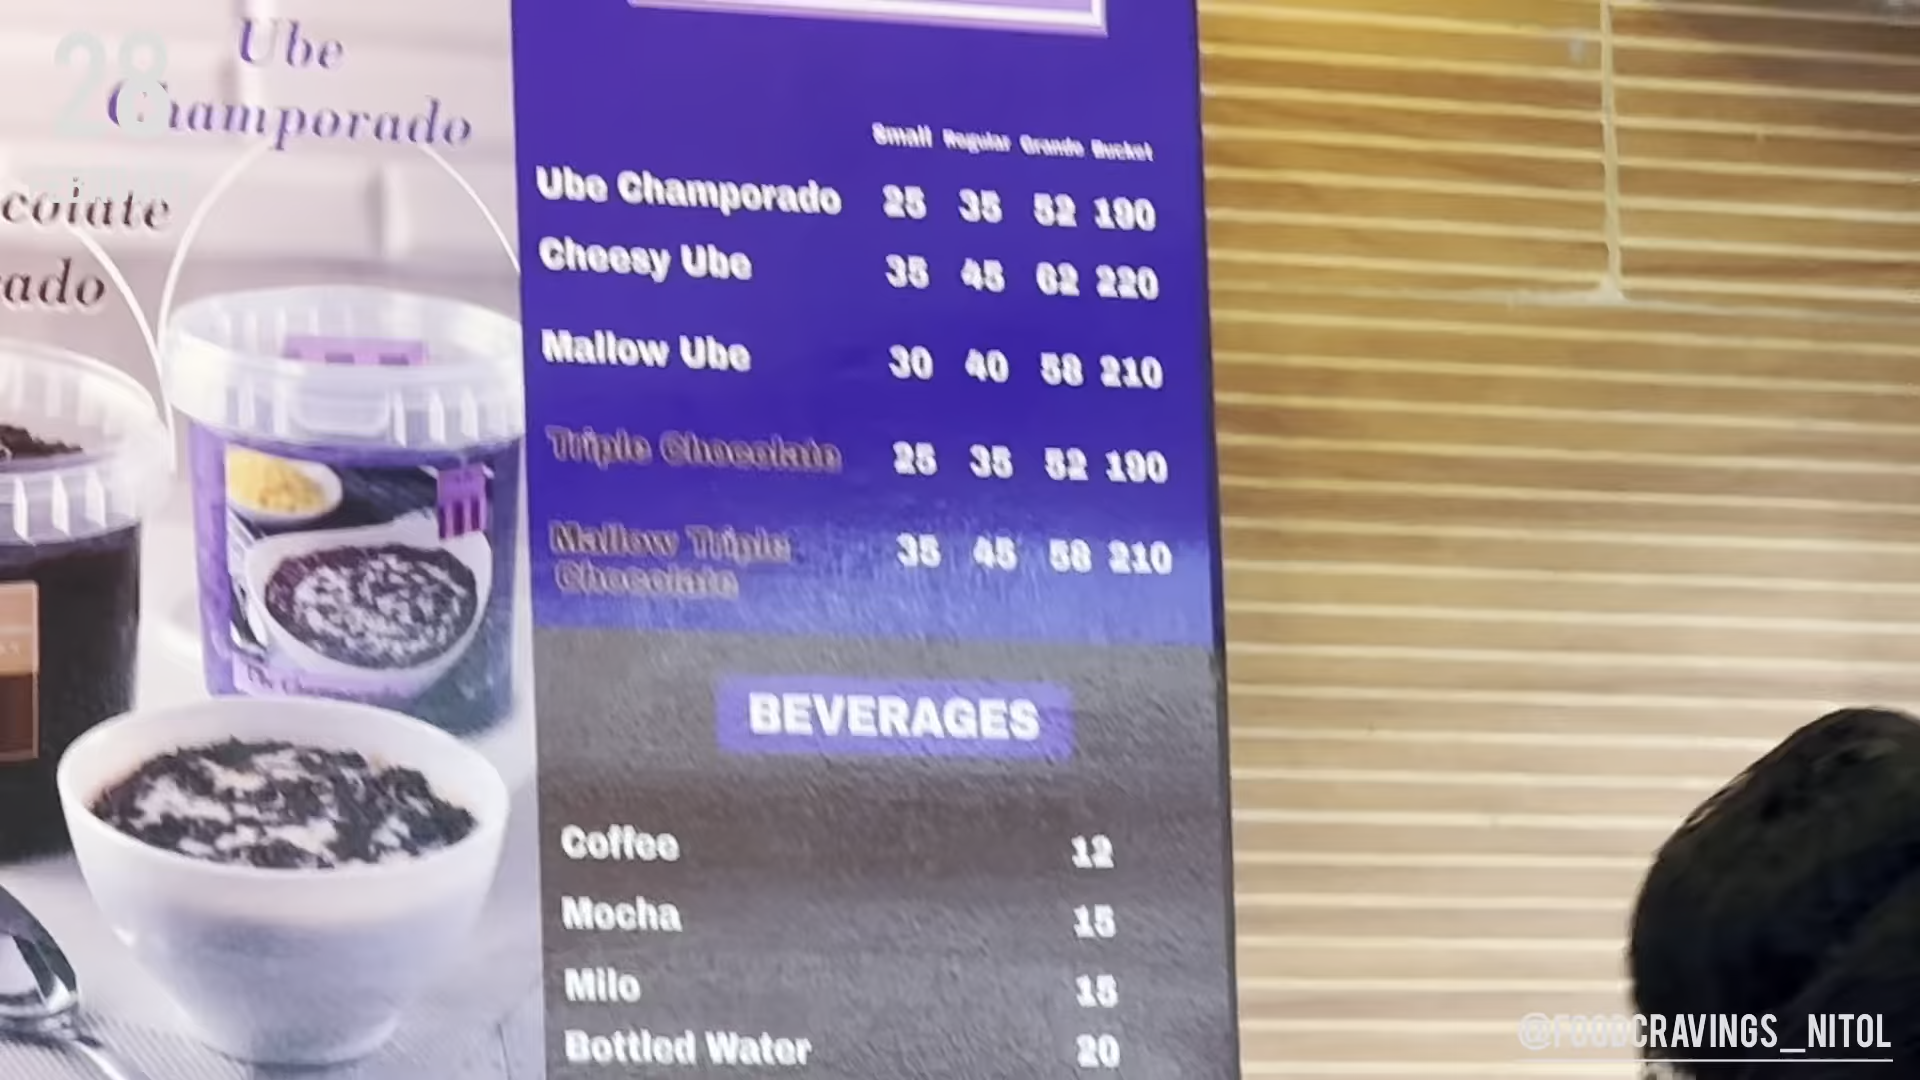 28
Ube
Champorado
ado
Small Regular Grande Bucket
Ube Champorado 25 35 52 190
Cheesy Ube 35 45 62 220
Mallow Ube 30 40 58 210
Triple Chocolate 25 35 52 190
Mallow Triple
Chocolate 35 45 58 210
BEVERAGES
Coffee 12
Mocha 15
Milo 15
Bottled Water 20
@FOODCRAVINGS_NITOL